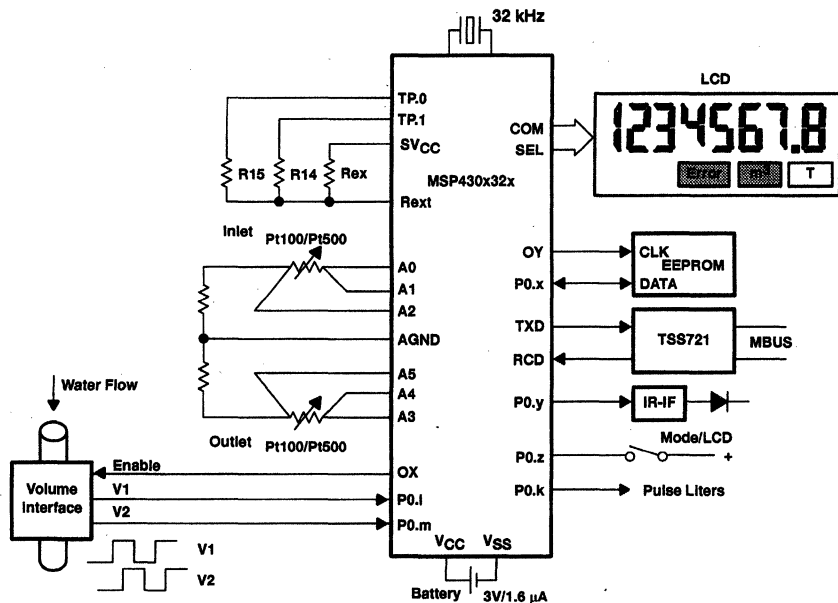 32 kHz
LCD
TP.0
TP.1
SVCC
COM
SEL
12345678
R15
R14
Rex
MSP430x32x
Error
m3
T
Rext
Inlet
Pt100/Pt500
A0
A1
A2
OY
CLK
EEPROM
P0.x
DATA
AGND
TXD
TSS721
MBUS
RCD
A5
A4
A3
Water Flow
P0.y
IR-IF
Outlet
Pt100/Pt500
Mode/LCD
P0.z
+
Enable
OX
Volume
Interface
V1
P0.l
P0.k
Pulse Liters
V2
P0.m
VCC
VSS
V1
V2
Battery
3V/1.6 µA